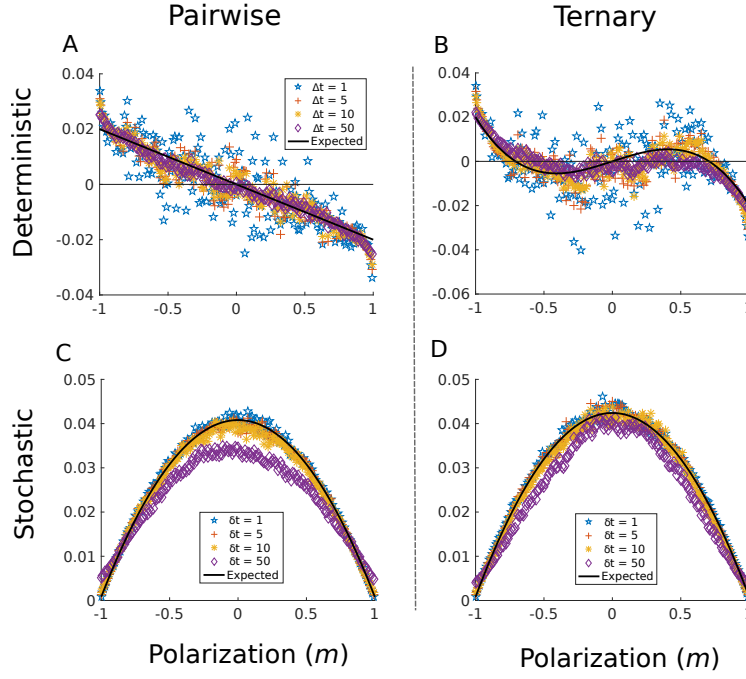 Pairwise
Ternary
A
B
Deterministic
0.04
0.02
0
-0.02
-0.04
-1
-0.5
0
0.5
1
Δt = 1
Δt = 5
Δt = 10
Δt = 50
Expected
0.04
0.02
0
-0.02
-0.04
-0.06
-1
-0.5
0
0.5
1
C
D
Stochastic
0.05
0.04
0.03
0.02
0.01
0
-1
-0.5
0
0.5
1
δt = 1
δt = 5
δt = 10
δt = 50
Expected
0.05
0.04
0.03
0.02
0.01
0
-1
-0.5
0
0.5
1
δt = 1
δt = 5
δt = 10
δt = 50
Expected
Polarization (m)
Polarization (m)